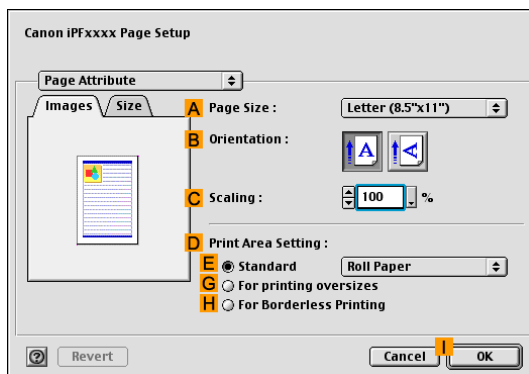 Canon iPFxxxx Page Setup
Page Attribute
Images Size
A Page Size : Letter (8.5"x11")
B Orientation :
A A
C Scaling : 100 %
D Print Area Setting :
E Standard Roll Paper
G For printing oversizes
H For Borderless Printing
I
? Revert Cancel OK